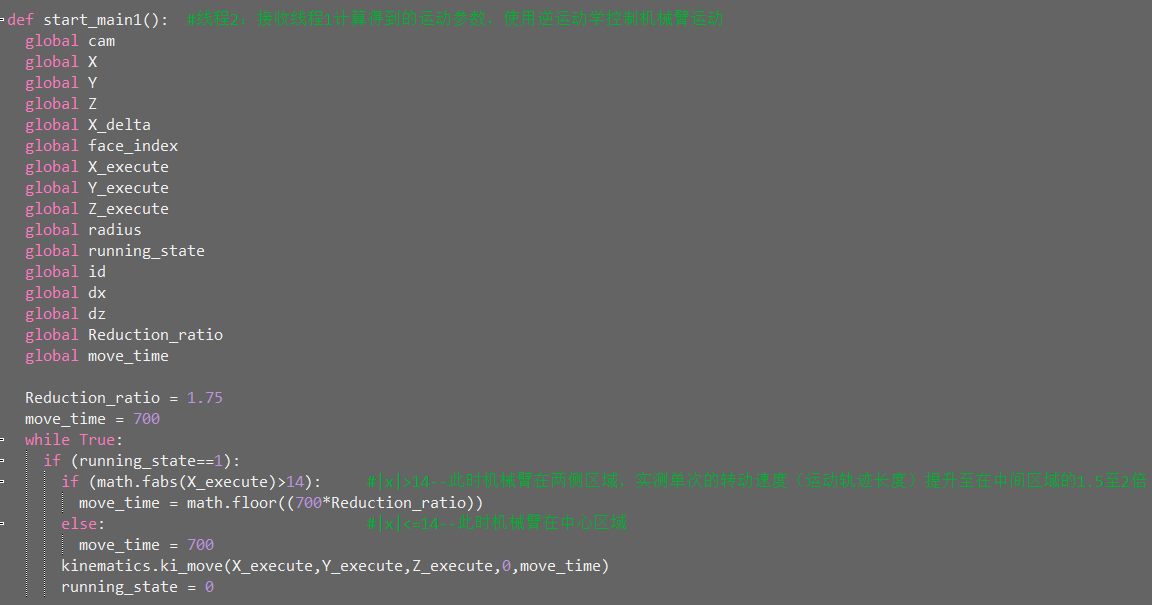 def start_main1():  #线程2，接收线程1计算得到的运动参数，使用逆运动学控制机械臂运动
global cam
global X
global Y
global Z
global X_delta
global face_index
global X_execute
global Y_execute
global Z_execute
global radius
global running_state
global id
global dx
global dz
global Reduction_ratio
global move_time
Reduction_ratio = 1.75
move_time = 700
while True:
if (running_state==1):
if (math.fabs(X_execute)>14):     #|x|>14--此时机械臂在两侧区域，实测单次的转动速度（运动轨迹长度）提升至在中间区域的1.5至2倍
move_time = math.floor((700*Reduction_ratio))
else:     #|x|<=14--此时机械臂在中心区域
move_time = 700
kinematics.ki_move(X_execute,Y_execute,Z_execute,0,move_time)
running_state = 0